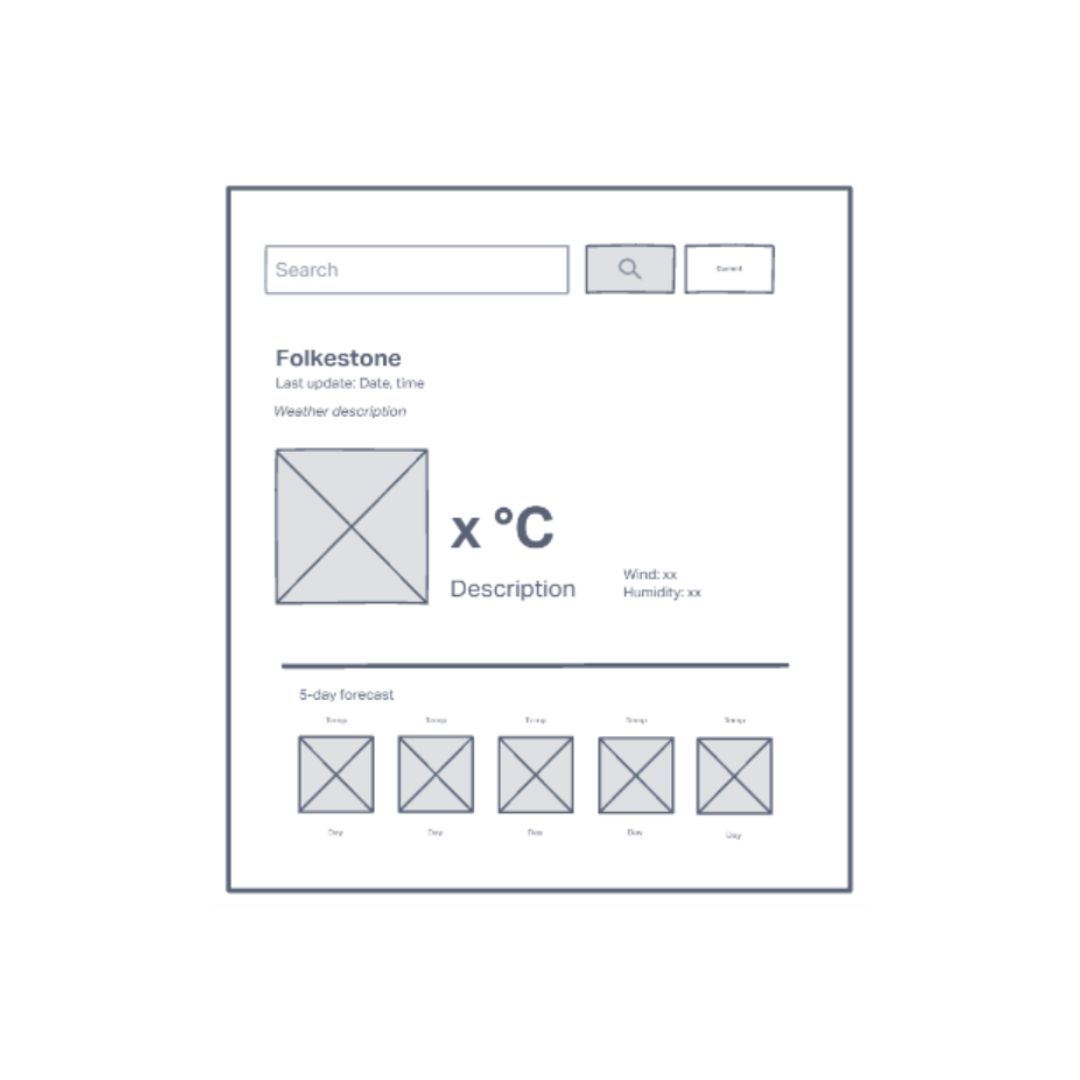 Search
Current
Folkestone
Last update: Date, time
Weather description
x °C
Description
Wind: xx
Humidity: xx
5-day forecast
Temp Temp Temp Temp Temp
Day Day Day Day Day